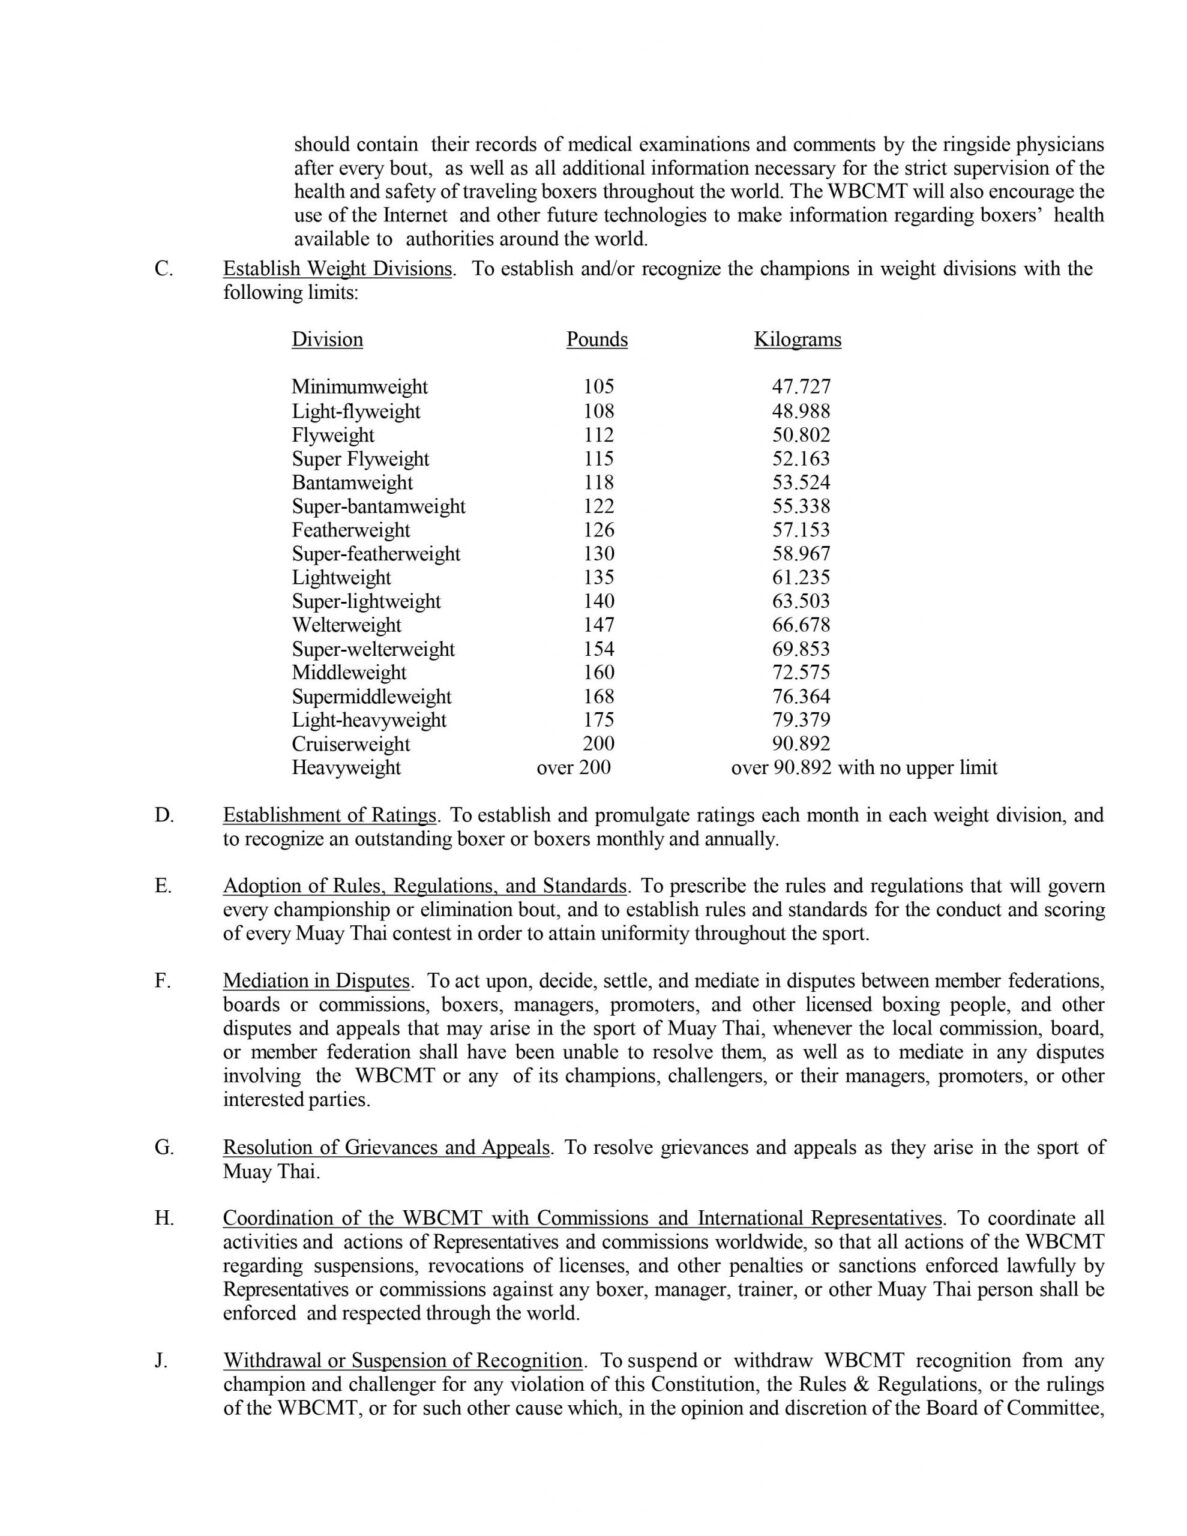 should contain their records of medical examinations and comments by the ringside physicians
after every bout, as well as all additional information necessary for the strict supervision of the
health and safety of traveling boxers throughout the world. The WBCMT will also encourage the
use of the Internet and other future technologies to make information regarding boxers’ health
available to authorities around the world.
C. Establish Weight Divisions. To establish and/or recognize the champions in weight divisions with the
following limits:
Division Pounds Kilograms
Minimumweight 105 47.727
Light-flyweight 108 48.988
Flyweight 112 50.802
Super Flyweight 115 52.163
Bantamweight 118 53.524
Super-bantamweight 122 55.338
Featherweight 126 57.153
Super-featherweight 130 58.967
Lightweight 135 61.235
Super-lightweight 140 63.503
Welterweight 147 66.678
Super-welterweight 154 69.853
Middleweight 160 72.575
Supermiddleweight 168 76.364
Light-heavyweight 175 79.379
Cruiserweight 200 90.892
Heavyweight over 200 over 90.892 with no upper limit
D. Establishment of Ratings. To establish and promulgate ratings each month in each weight division, and
to recognize an outstanding boxer or boxers monthly and annually.
E. Adoption of Rules, Regulations, and Standards. To prescribe the rules and regulations that will govern
every championship or elimination bout, and to establish rules and standards for the conduct and scoring
of every Muay Thai contest in order to attain uniformity throughout the sport.
F. Mediation in Disputes. To act upon, decide, settle, and mediate in disputes between member federations,
boards or commissions, boxers, managers, promoters, and other licensed boxing people, and other
disputes and appeals that may arise in the sport of Muay Thai, whenever the local commission, board,
or member federation shall have been unable to resolve them, as well as to mediate in any disputes
involving the WBCMT or any of its champions, challengers, or their managers, promoters, or other
interested parties.
G. Resolution of Grievances and Appeals. To resolve grievances and appeals as they arise in the sport of
Muay Thai.
H. Coordination of the WBCMT with Commissions and International Representatives. To coordinate all
activities and actions of Representatives and commissions worldwide, so that all actions of the WBCMT
regarding suspensions, revocations of licenses, and other penalties or sanctions enforced lawfully by
Representatives or commissions against any boxer, manager, trainer, or other Muay Thai person shall be
enforced and respected through the world.
J. Withdrawal or Suspension of Recognition. To suspend or withdraw WBCMT recognition from any
champion and challenger for any violation of this Constitution, the Rules & Regulations, or the rulings
of the WBCMT, or for such other cause which, in the opinion and discretion of the Board of Committee,